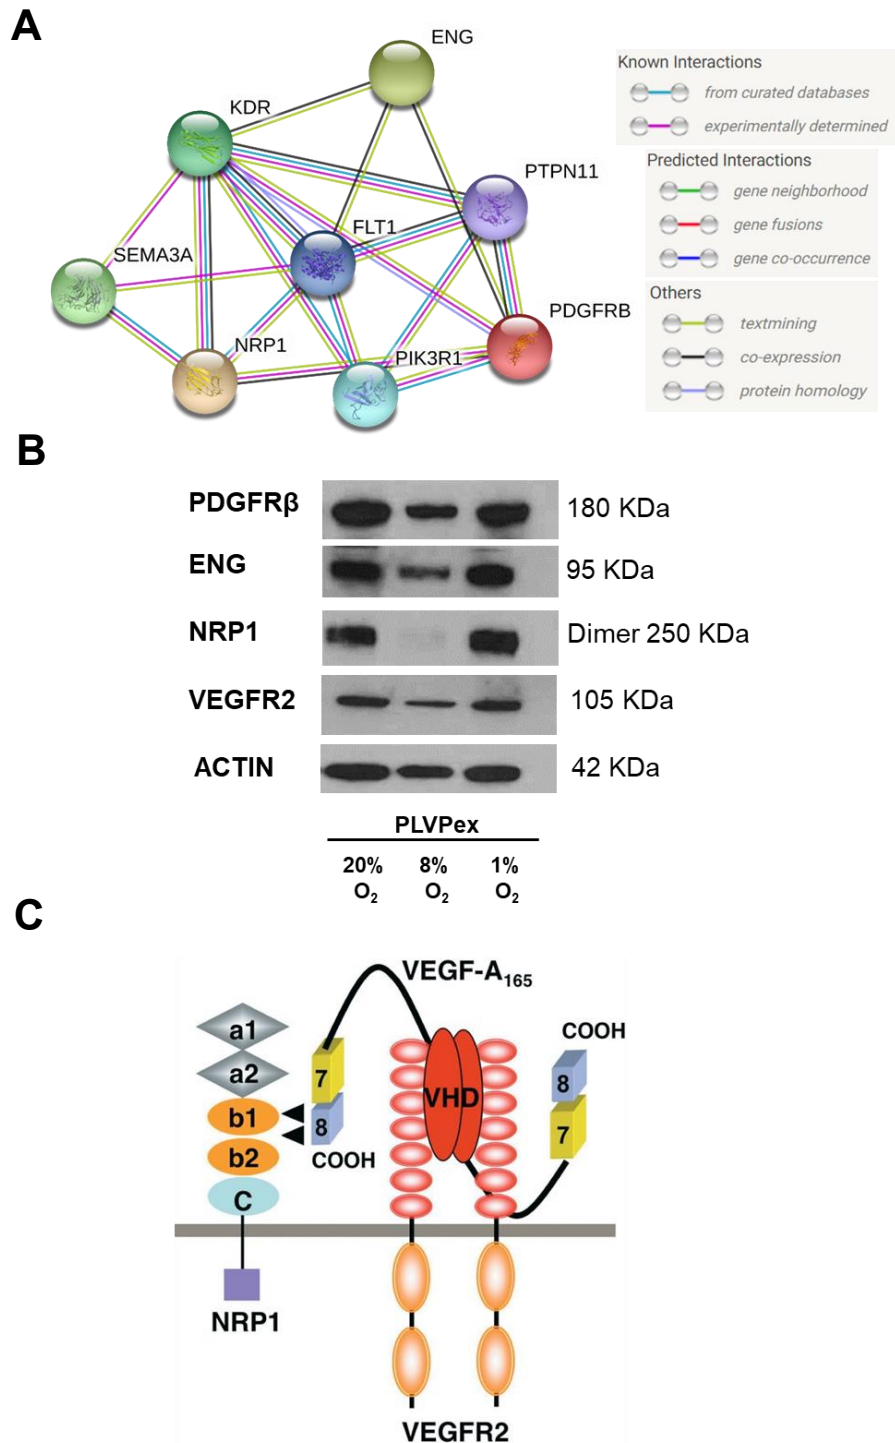 A
ENG
KDR
PTPN11
FLT1
SEMA3A
PDGFRB
NRP1
PIK3R1
Known Interactions
from curated databases
experimentally determined
Predicted Interactions
gene neighborhood
gene fusions
gene co-occurrence
Others
textmining
co-expression
protein homology
B
PDGFRβ 180 KDa
ENG 95 KDa
NRP1 Dimer 250 KDa
VEGFR2 105 KDa
ACTIN 42 KDa
PLVPex
20% 8% 1%
O₂ O₂ O₂
C
VEGF-A₁₆₅
a1
a2
b1
b2
C
NRP1
7
8
COOH
VHD
COOH
8
7
VEGFR2